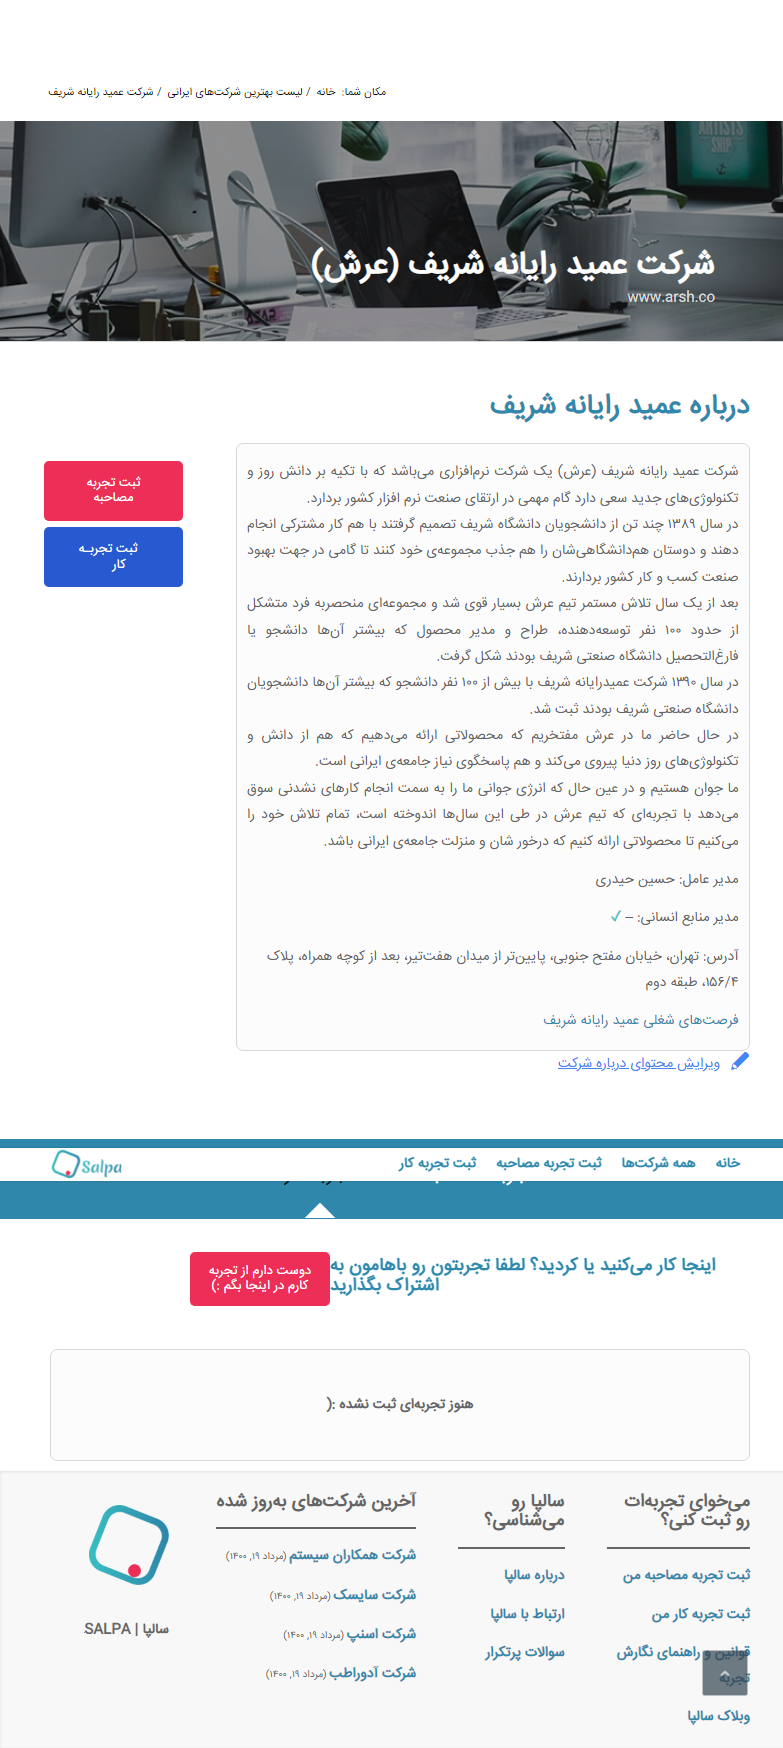 مکان شما: خانه / لیست بهترین شرکت‌های ایرانی / شرکت عمید رایانه شریف
ARTISTS
SHIP
شرکت عمید رایانه شریف (عرش)
www.arsh.co
درباره عمید رایانه شریف
ثبت تجربه
مصاحبه
ثبت تجربـه
کار
شرکت عمید رایانه شریف (عرش) یک شرکت نرم‌افزاری می‌باشد که با تکیه بر دانش روز و
تکنولوژی‌های جدید سعی دارد گام مهمی در ارتقای صنعت نرم افزار کشور بردارد.
در سال ۱۳۸۹ چند تن از دانشجویان دانشگاه شریف تصمیم گرفتند با هم کار مشترکی انجام
دهند و دوستان هم‌دانشگاهی‌شان را هم جذب مجموعه‌ی خود کنند تا گامی در جهت بهبود
صنعت کسب و کار کشور بردارند.
بعد از یک سال تلاش مستمر تیم عرش بسیار قوی شد و مجموعه‌ای منحصربه فرد متشکل
از حدود ۱۰۰ نفر توسعه‌دهنده، طراح و مدیر محصول که بیشتر آن‌ها دانشجو یا
فارغ‌التحصیل دانشگاه صنعتی شریف بودند شکل گرفت.
در سال ۱۳۹۰ شرکت عمیدرایانه شریف با بیش از ۱۰۰ نفر دانشجو که بیشتر آن‌ها دانشجویان
دانشگاه صنعتی شریف بودند ثبت شد.
در حال حاضر ما در عرش مفتخریم که محصولاتی ارائه می‌دهیم که هم از دانش و
تکنولوژی‌های روز دنیا پیروی می‌کند و هم پاسخگوی نیاز جامعه‌ی ایرانی است.
ما جوان هستیم و در عین حال که انرژی جوانی ما را به سمت انجام کارهای نشدنی سوق
می‌دهد با تجربه‌ای که تیم عرش در طی این سال‌ها اندوخته است، تمام تلاش خود را
می‌کنیم تا محصولاتی ارائه کنیم که درخور شان و منزلت جامعه‌ی ایرانی باشد.
مدیر عامل: حسین حیدری
مدیر منابع انسانی: – ✓
آدرس: تهران، خیابان مفتح جنوبی، پایین‌تر از میدان هفت‌تیر، بعد از کوچه همراه، پلاک
۱۵۶/۴، طبقه دوم
فرصت‌های شغلی عمید رایانه شریف
ویرایش محتوای درباره شرکت
خانه همه شرکت‌ها ثبت تجربه مصاحبه ثبت تجربه کار Salpa
اینجا کار می‌کنید یا کردید؟ لطفا تجربتون رو باهامون به
اشتراک بگذارید
دوست دارم از تجربه
کارم در اینجا بگم :)
هنوز تجربه‌ای ثبت نشده :(
می‌خوای تجربه‌ات
رو ثبت کنی؟
ثبت تجربه مصاحبه من
ثبت تجربه کار من
قوانین و راهنمای نگارش
تجربه
وبلاگ سالپا
سالپا رو
می‌شناسی؟
درباره سالپا
ارتباط با سالپا
سوالات پرتکرار
آخرین شرکت‌های به‌روز شده
شرکت همکاران سیستم (مرداد ۱۹, ۱۴۰۰)
شرکت سایسک (مرداد ۱۹, ۱۴۰۰)
شرکت اسنپ (مرداد ۱۹, ۱۴۰۰)
شرکت آدوراطب (مرداد ۱۹, ۱۴۰۰)
سالپا | SALPA